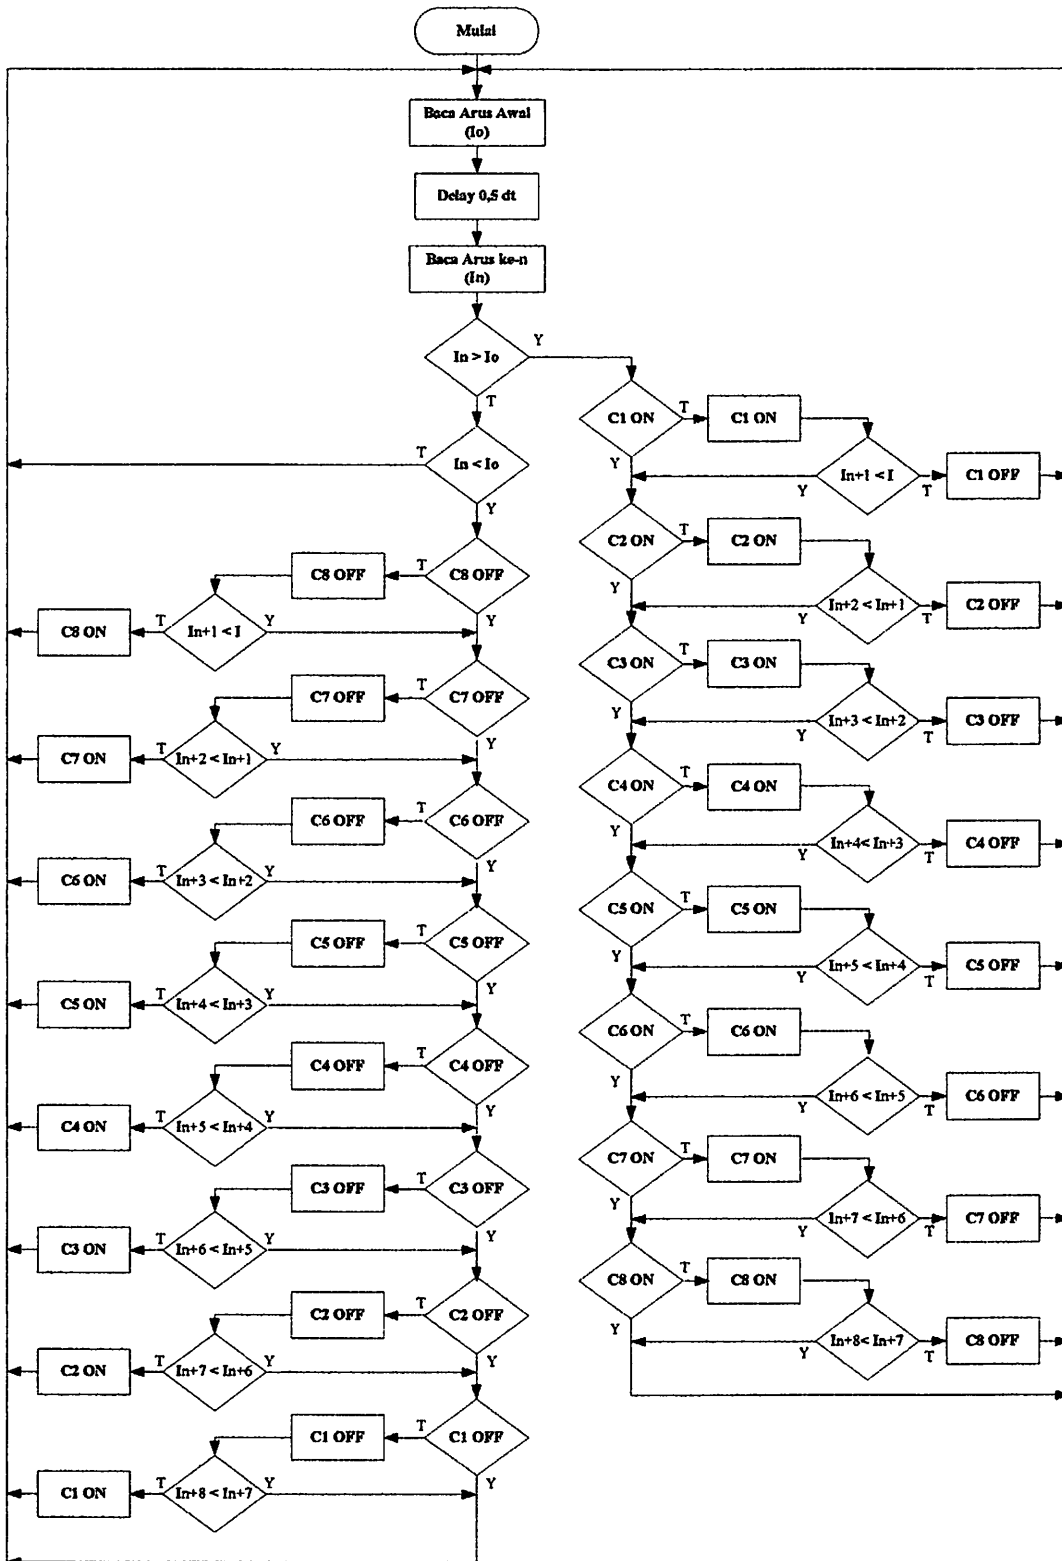 Mulai
Baca Arus Awal
(Io)
Delay 0,5 dt
Baca Arus ke-n
(In)
In > Io
Y
T
In < Io
T
Y
C8 OFF
T
C8 OFF
Y
In+1 < I
T
Y
C8 ON
C7 OFF
T
C7 OFF
Y
In+2 < In+1
T
Y
C7 ON
C6 OFF
T
C6 OFF
Y
In+3 < In+2
T
Y
C6 ON
C5 OFF
T
C5 OFF
Y
In+4 < In+3
T
Y
C5 ON
C4 OFF
T
C4 OFF
Y
In+5 < In+4
T
Y
C4 ON
C3 OFF
T
C3 OFF
Y
In+6 < In+5
T
Y
C3 ON
C2 OFF
T
C2 OFF
Y
In+7 < In+6
T
Y
C2 ON
C1 OFF
T
C1 OFF
Y
In+8 < In+7
T
Y
C1 ON
C1 ON
T
C1 ON
Y
In+1 < I
Y
T
C1 OFF
C2 ON
T
C2 ON
Y
In+2 < In+1
Y
T
C2 OFF
C3 ON
T
C3 ON
Y
In+3 < In+2
Y
T
C3 OFF
C4 ON
T
C4 ON
Y
In+4< In+3
Y
T
C4 OFF
C5 ON
T
C5 ON
Y
In+5 < In+4
Y
T
C5 OFF
C6 ON
T
C6 ON
Y
In+6 < In+5
Y
T
C6 OFF
C7 ON
T
C7 ON
Y
In+7 < In+6
Y
T
C7 OFF
C8 ON
T
C8 ON
Y
In+8< In+7
Y
T
C8 OFF